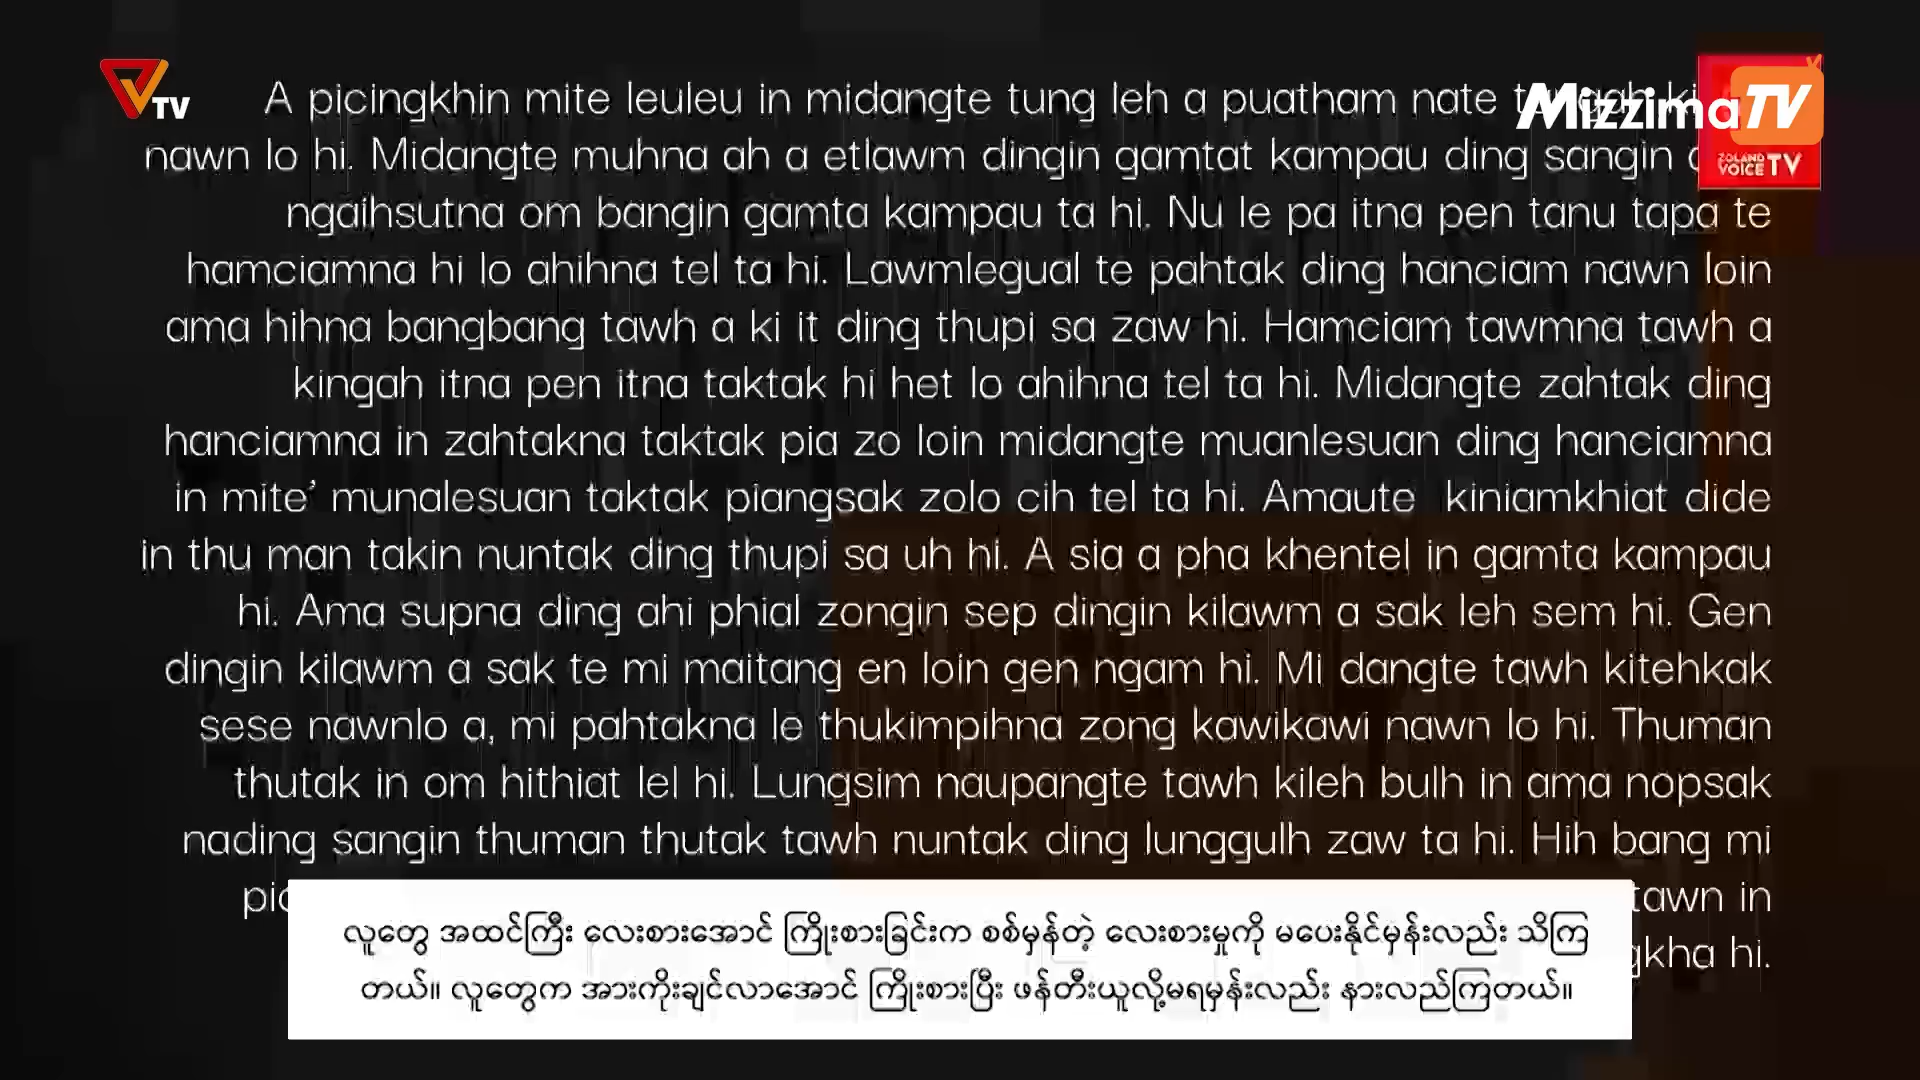 TV
Mizzima TV
ZOLAND VOICE TV
A picingkhin mite leuleu in midangte tung leh a puatham nate
nawn lo hi. Midangte muhna ah a etlawm dingin gamtat kampau ding sangin
ngaihsutna om bangin gamta kampau ta hi. Nu le pa itna pen tanu tapa te
hamciamna hi lo ahihna tel ta hi. Lawmlegual te pahtak ding hanciam nawn loin
ama hihna bangbang tawh a ki it ding thupi sa zaw hi. Hamciam tawmna tawh a
kingah itna pen itna taktak hi het lo ahihna tel ta hi. Midangte zahtak ding
hanciamna in zahtakna taktak pia zo loin midangte muanlesuan ding hanciamna
in mite’ munalesuan taktak piangsak zolo cih tel ta hi. Amaute kiniamkhiat dide
in thu man takin nuntak ding thupi sa uh hi. A sia a pha khentel in gamta kampau
hi. Ama supna ding ahi phial zongin sep dingin kilawm a sak leh sem hi. Gen
dingin kilawm a sak te mi maitang en loin gen ngam hi. Mi dangte tawh kitehkak
sese nawnlo a, mi pahtakna le thukimpihna zong kawikawi nawn lo hi. Thuman
thutak in om hithiat lel hi. Lungsim naupangte tawh kileh bulh in ama nopsak
nading sangin thuman thutak tawh nuntak ding lunggulh zaw ta hi. Hih bang mi
tawn in
hi.
လူတွေ အထင်ကြီး လေးစားအောင် ကြိုးစားခြင်းက စစ်မှန်တဲ့ လေးစားမှုကို မပေးနိုင်မှန်းလည်း သိကြ
တယ်။ လူတွေက အားကိုးချင်လာအောင် ကြိုးစားပြီး ဖန်တီးယူလို့မရမှန်းလည်း နားလည်ကြတယ်။